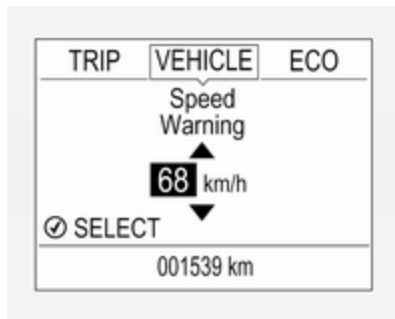 TRIP VEHICLE ECO
Speed
Warning
68 km/h
SELECT
001539 km